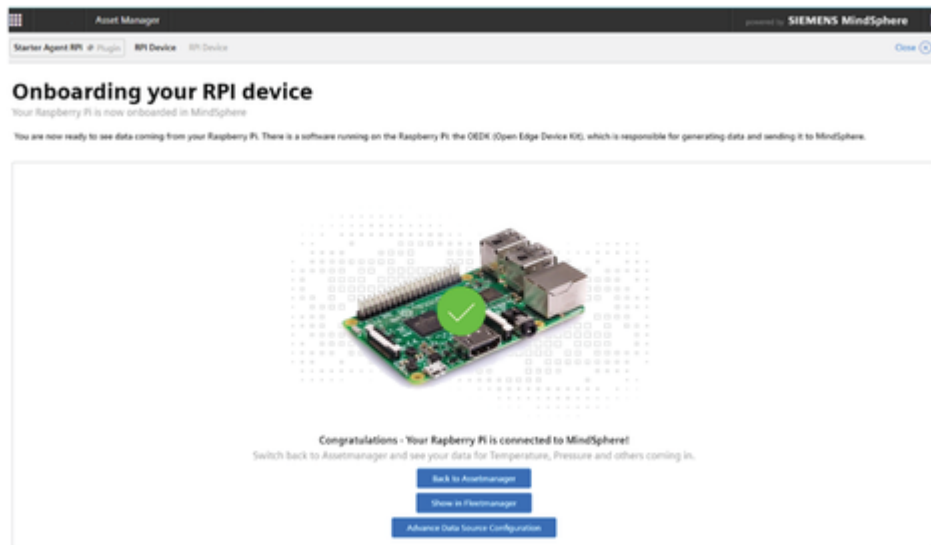 Asset Manager
powered by SIEMENS MindSphere
Starter Agent RPI @ Plugin RPI Device RPI Device
Close
Onboarding your RPI device
Your Raspberry Pi is now onboarded in MindSphere
You are now ready to see data coming from your Raspberry Pi. There is a software running on the Raspberry Pi: the OEDK (Open Edge Device Kit), which is responsible for generating data and sending it to MindSphere.
Congratulations - Your Rapberry Pi is connected to MindSphere!
Switch back to Assetmanager and see your data for Temperature, Pressure and others coming in.
Back to Assetmanager
Show in Fleetmanager
Advance Data Source Configuration